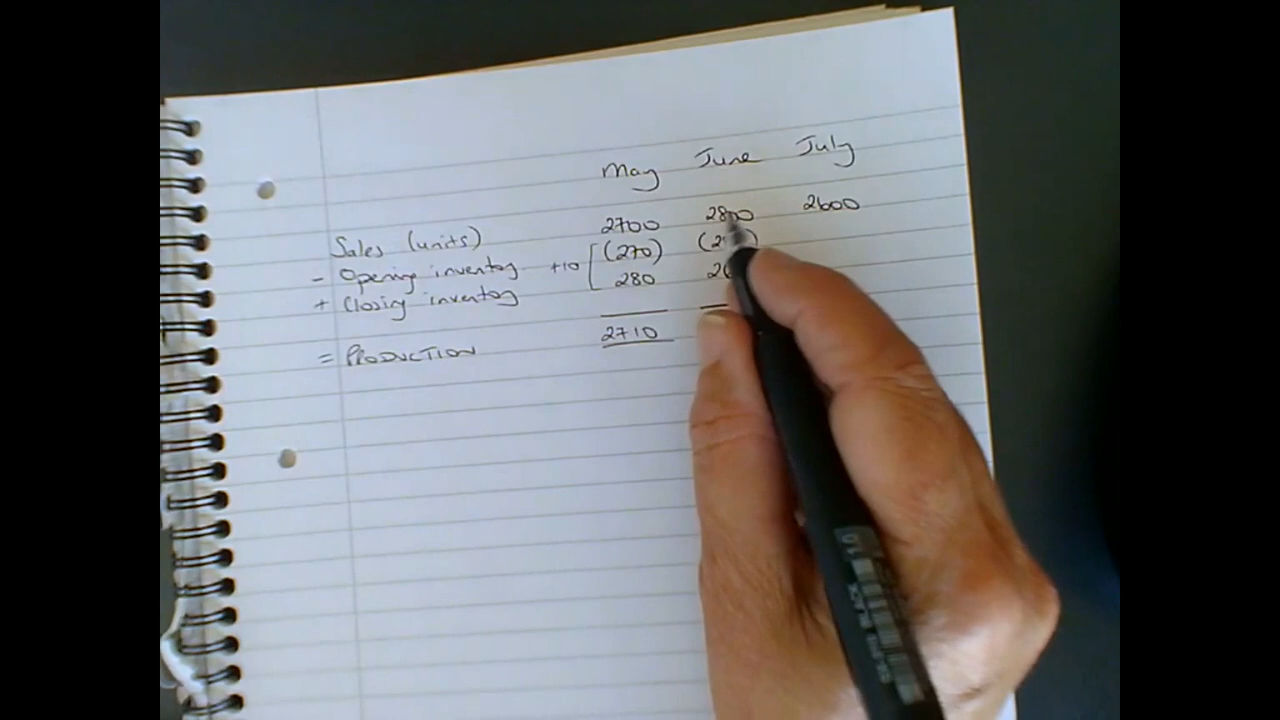 May June July
Sales (units) 2700 2800 2600
- Opening inventory +10 (270)
+ Closing inventory 280
= PRODUCTION 2710